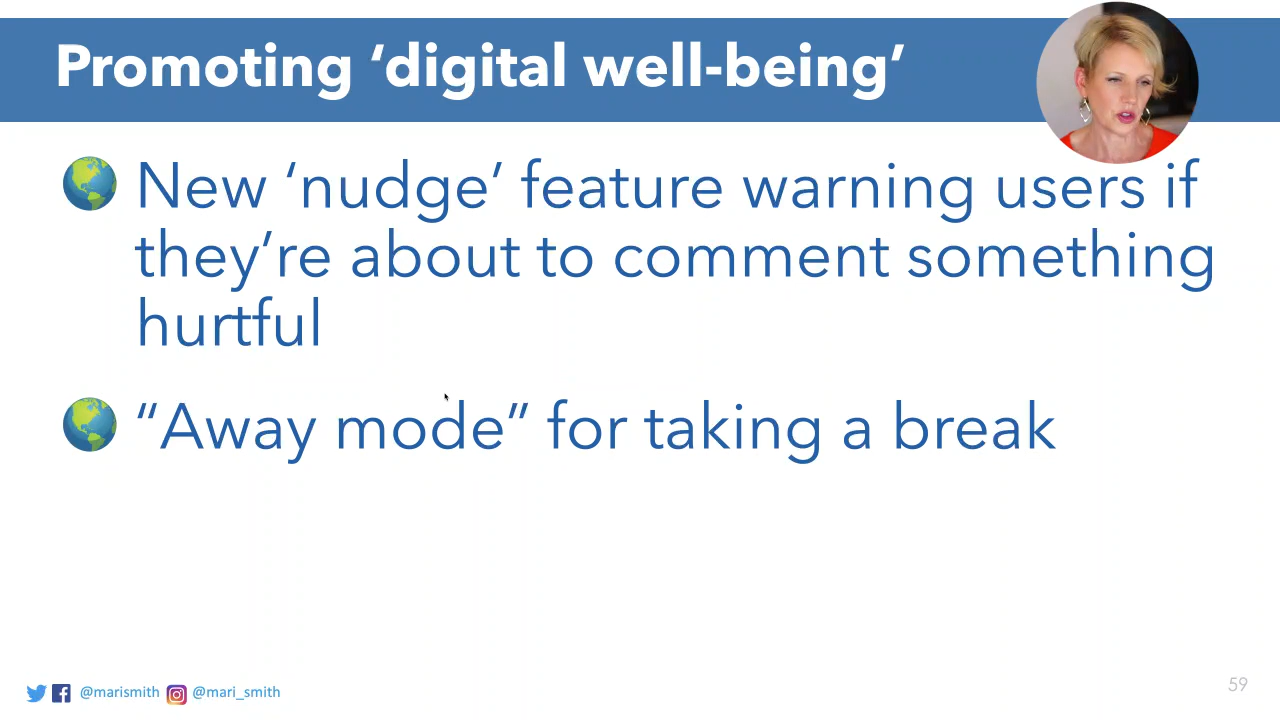 Promoting ‘digital well-being’
New ‘nudge’ feature warning users if
they’re about to comment something
hurtful
“Away mode” for taking a break
@marismith @mari_smith
59